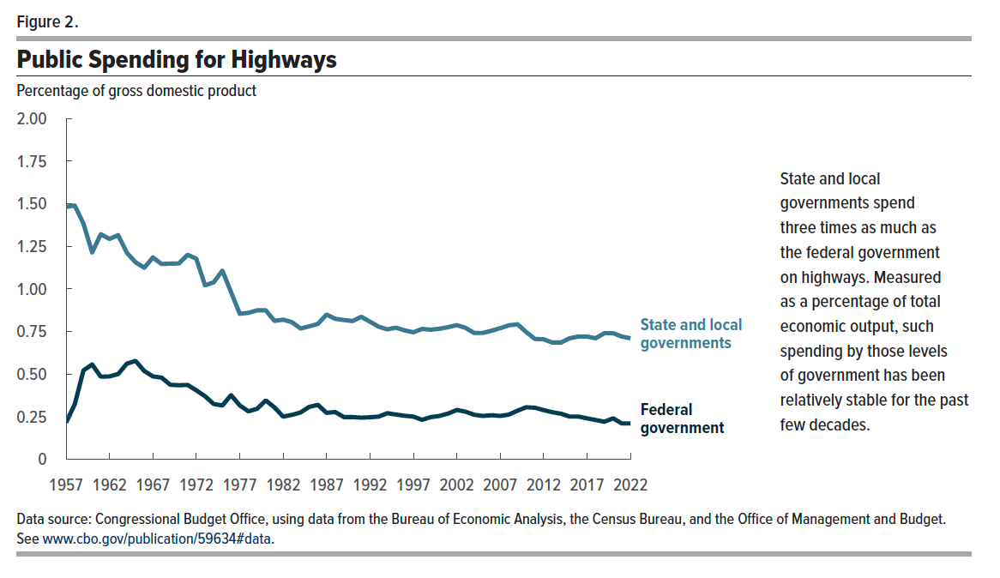 Figure 2.
Public Spending for Highways
Percentage of gross domestic product
2.00
1.75
1.50
1.25
1.00
0.75
0.50
0.25
0
1957 1962 1967 1972 1977 1982 1987 1992 1997 2002 2007 2012 2017 2022
State and local
governments
Federal
government
State and local
governments spend
three times as much as
the federal government
on highways. Measured
as a percentage of total
economic output, such
spending by those levels
of government has been
relatively stable for the past
few decades.
Data source: Congressional Budget Office, using data from the Bureau of Economic Analysis, the Census Bureau, and the Office of Management and Budget.
See www.cbo.gov/publication/59634#data.